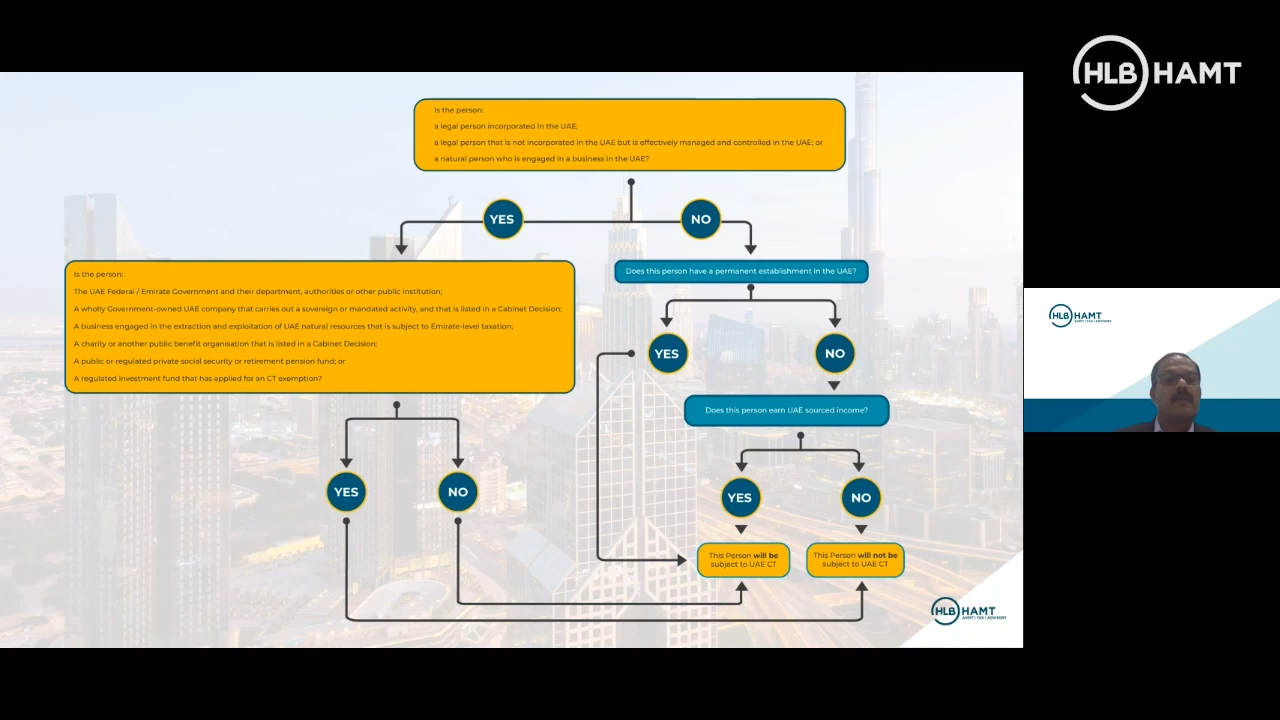 HLB HAMT
Is the person:
a legal person incorporated in the UAE;
a legal person that is not incorporated in the UAE but is effectively managed and controlled in the UAE; or
a natural person who is engaged in a business in the UAE?
YES
NO
Is the person:
The UAE Federal / Emirate Government and their department, authorities or other public institution;
A wholly Government-owned UAE company that carries out a sovereign or mandated activity, and that is listed in a Cabinet Decision;
A business engaged in the extraction and exploitation of UAE natural resources that is subject to Emirate-level taxation;
A charity or another public benefit organisation that is listed in a Cabinet Decision;
A public or regulated private social security or retirement pension fund; or
A regulated investment fund that has applied for an CT exemption?
Does this person have a permanent establishment in the UAE?
YES
NO
Does this person earn UAE sourced income?
YES
NO
YES
NO
This Person will be
subject to UAE CT
This Person will not be
subject to UAE CT
HLB HAMT
AUDIT | TAX | ADVISORY
HLB HAMT
AUDIT | TAX | ADVISORY